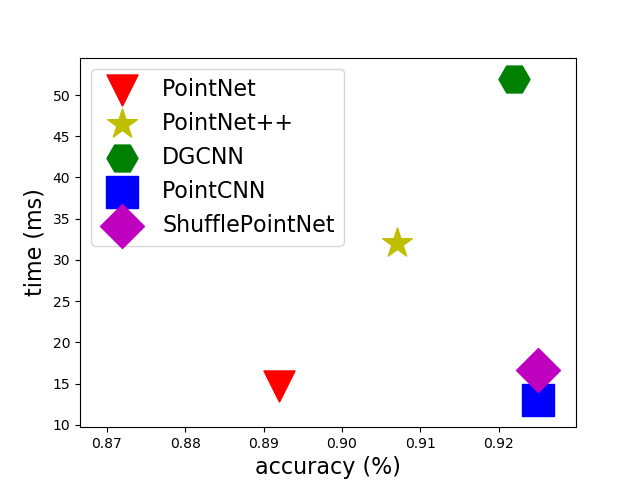 PointNet
PointNet++
DGCNN
PointCNN
ShufflePointNet
time (ms)
50
45
40
35
30
25
20
15
10
0.87 0.88 0.89 0.90 0.91 0.92
accuracy (%)